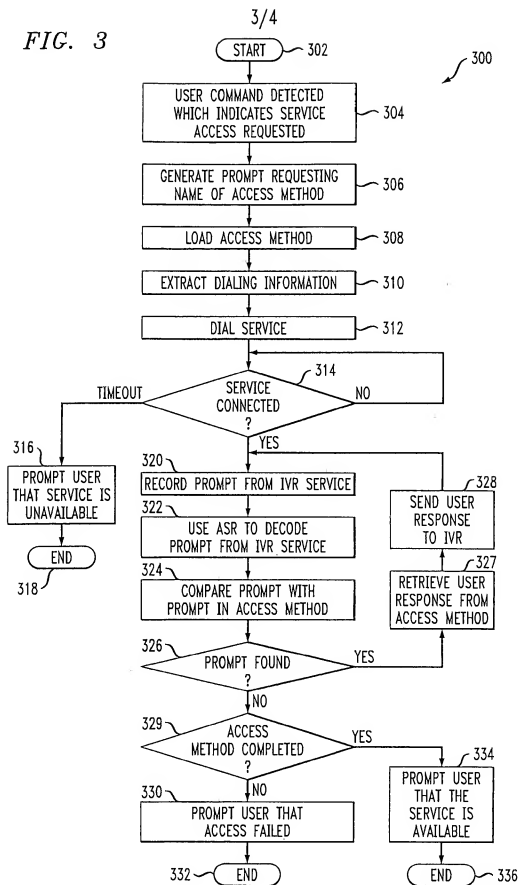 3/4
FIG. 3
START
302
300
USER COMMAND DETECTED
WHICH INDICATES SERVICE
ACCESS REQUESTED
304
GENERATE PROMPT REQUESTING
NAME OF ACCESS METHOD
306
LOAD ACCESS METHOD
308
EXTRACT DIALING INFORMATION
310
DIAL SERVICE
312
314
TIMEOUT
SERVICE
CONNECTED
?
NO
YES
316
PROMPT USER
THAT SERVICE IS
UNAVAILABLE
END
318
320
RECORD PROMPT FROM IVR SERVICE
322
USE ASR TO DECODE
PROMPT FROM IVR SERVICE
324
COMPARE PROMPT WITH
PROMPT IN ACCESS METHOD
328
SEND USER
RESPONSE
TO IVR
327
RETRIEVE USER
RESPONSE FROM
ACCESS METHOD
326
PROMPT FOUND
?
YES
NO
329
ACCESS
METHOD COMPLETED
?
YES
NO
330
PROMPT USER THAT
ACCESS FAILED
332
END
334
PROMPT USER
THAT THE
SERVICE IS
AVAILABLE
END
336